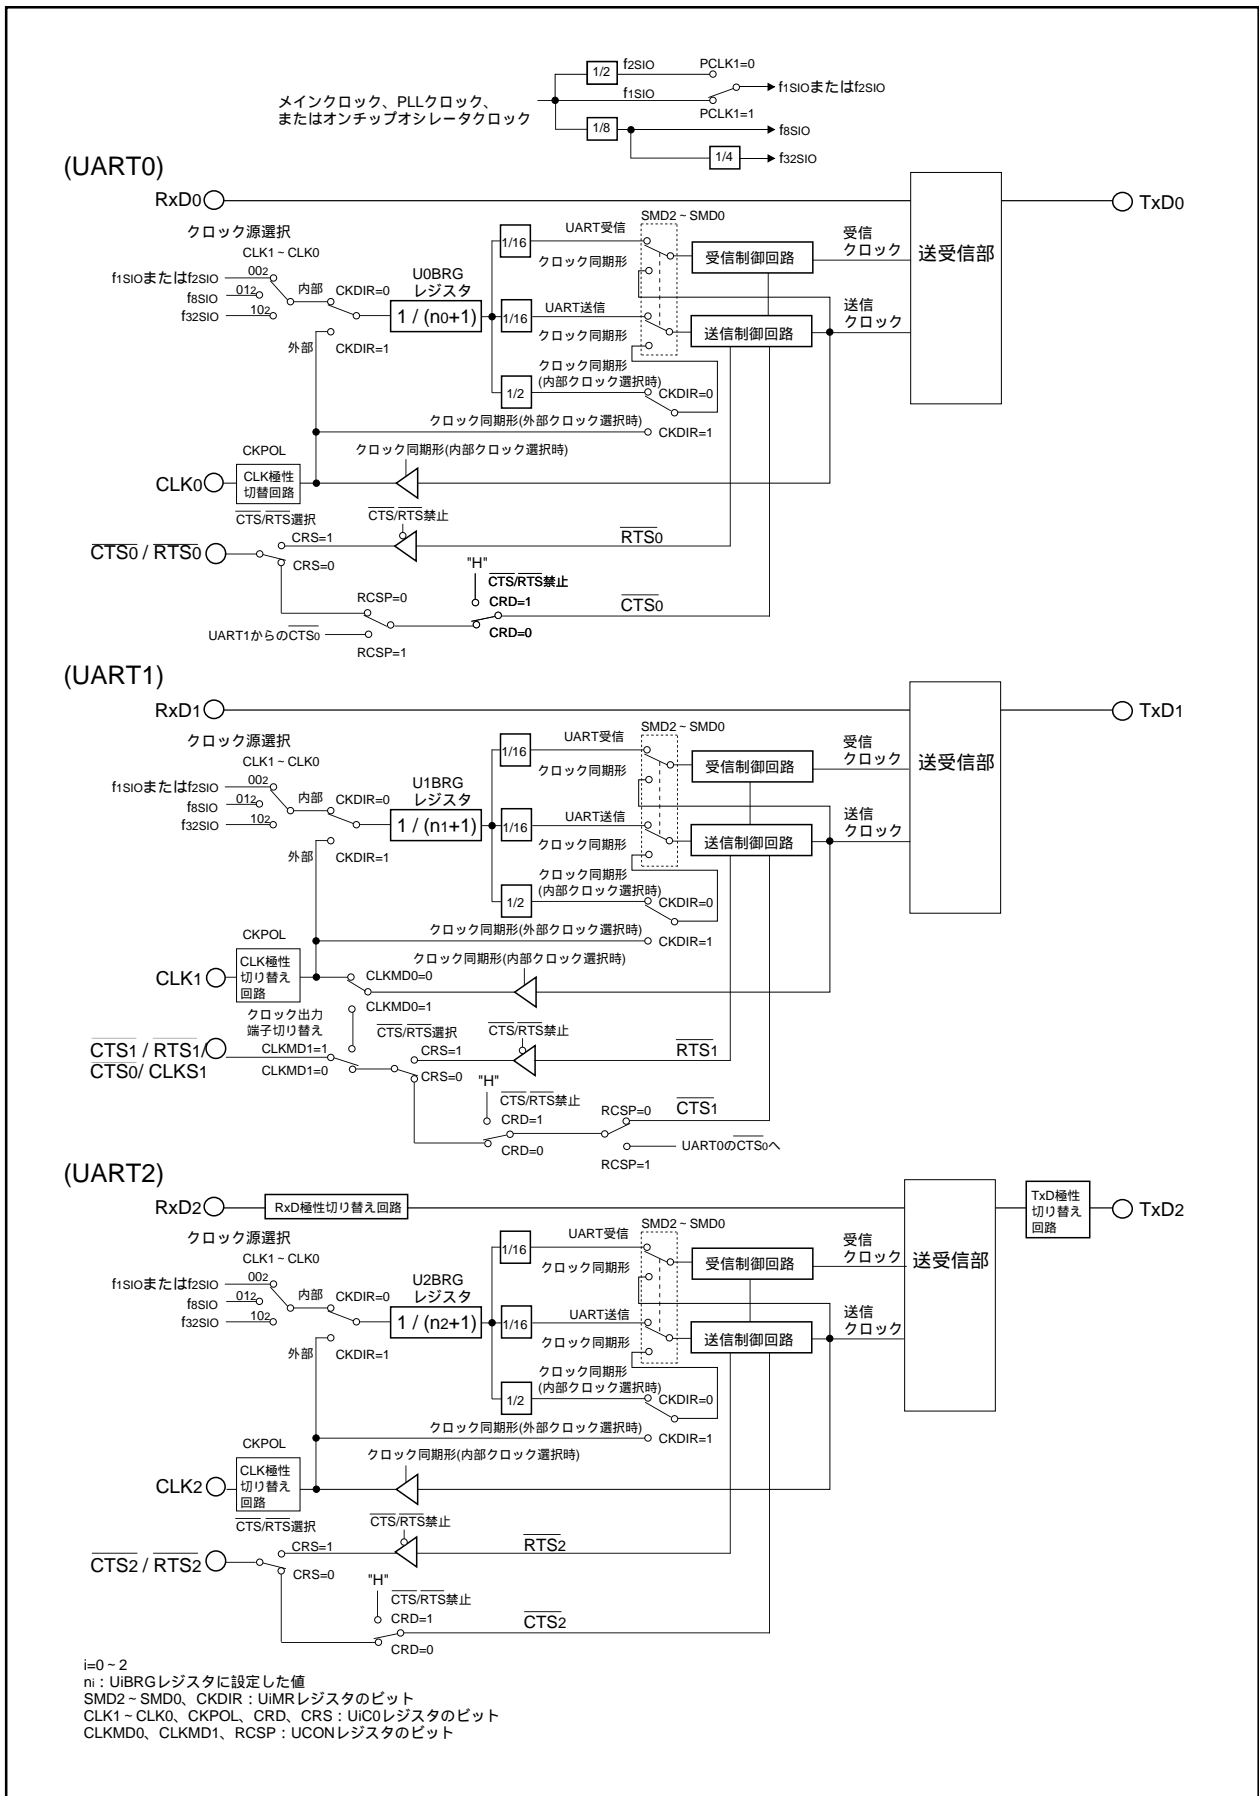 1/2
f2SIO
PCLK1=0
f1SIO
f1SIOまたはf2SIO
PCLK1=1
メインクロック、PLLクロック、
またはオンチップオシレータクロック
1/8
f8SIO
1/4
f32SIO
(UART0)
RxD0
TxD0
クロック源選択
CLK1~CLK0
f1SIOまたはf2SIO
002
f8SIO
012
f32SIO
102
内部
CKDIR=0
外部
CKDIR=1
U0BRG
レジスタ
1 / (n0+1)
1/16
UART受信
クロック同期形
SMD2~SMD0
受信制御回路
受信
クロック
送受信部
1/16
UART送信
クロック同期形
送信制御回路
送信
クロック
クロック同期形
(内部クロック選択時)
1/2
CKDIR=0
クロック同期形(外部クロック選択時)
CKDIR=1
CKPOL
クロック同期形(内部クロック選択時)
CLK0
CLK極性
切替回路
CTS/RTS選択
CTS/RTS禁止
CTS0 / RTS0
CRS=1
CRS=0
RTS0
"H"
CTS/RTS禁止
CRD=1
CRD=0
CTS0
RCSP=0
UART1からのCTS0
RCSP=1
(UART1)
RxD1
TxD1
クロック源選択
CLK1~CLK0
f1SIOまたはf2SIO
002
f8SIO
012
f32SIO
102
内部
CKDIR=0
外部
CKDIR=1
U1BRG
レジスタ
1 / (n1+1)
1/16
UART受信
クロック同期形
SMD2~SMD0
受信制御回路
受信
クロック
送受信部
1/16
UART送信
クロック同期形
送信制御回路
送信
クロック
クロック同期形
(内部クロック選択時)
1/2
CKDIR=0
クロック同期形(外部クロック選択時)
CKDIR=1
CKPOL
クロック同期形(内部クロック選択時)
CLK1
CLK極性
切り替え
回路
CLKMD0=0
CLKMD0=1
クロック出力
端子切り替え
CTS/RTS選択
CTS/RTS禁止
CTS1 / RTS1/
CTS0/ CLKS1
CLKMD1=1
CLKMD1=0
CRS=1
CRS=0
RTS1
"H"
CTS/RTS禁止
CRD=1
CRD=0
RCSP=0
CTS1
UART0のCTS0へ
RCSP=1
(UART2)
RxD2
RxD極性切り替え回路
TxD極性
切り替え
回路
TxD2
クロック源選択
CLK1~CLK0
f1SIOまたはf2SIO
002
f8SIO
012
f32SIO
102
内部
CKDIR=0
外部
CKDIR=1
U2BRG
レジスタ
1 / (n2+1)
1/16
UART受信
クロック同期形
SMD2~SMD0
受信制御回路
受信
クロック
送受信部
1/16
UART送信
クロック同期形
送信制御回路
送信
クロック
クロック同期形
(内部クロック選択時)
1/2
CKDIR=0
クロック同期形(外部クロック選択時)
CKDIR=1
CKPOL
クロック同期形(内部クロック選択時)
CLK2
CLK極性
切り替え
回路
CTS/RTS選択
CTS/RTS禁止
CTS2 / RTS2
CRS=1
CRS=0
RTS2
"H"
CTS/RTS禁止
CRD=1
CRD=0
CTS2
i=0~2
ni:UiBRGレジスタに設定した値
SMD2~SMD0、CKDIR:UiMRレジスタのビット
CLK1~CLK0、CKPOL、CRD、CRS:UiC0レジスタのビット
CLKMD0、CLKMD1、RCSP:UCONレジスタのビット